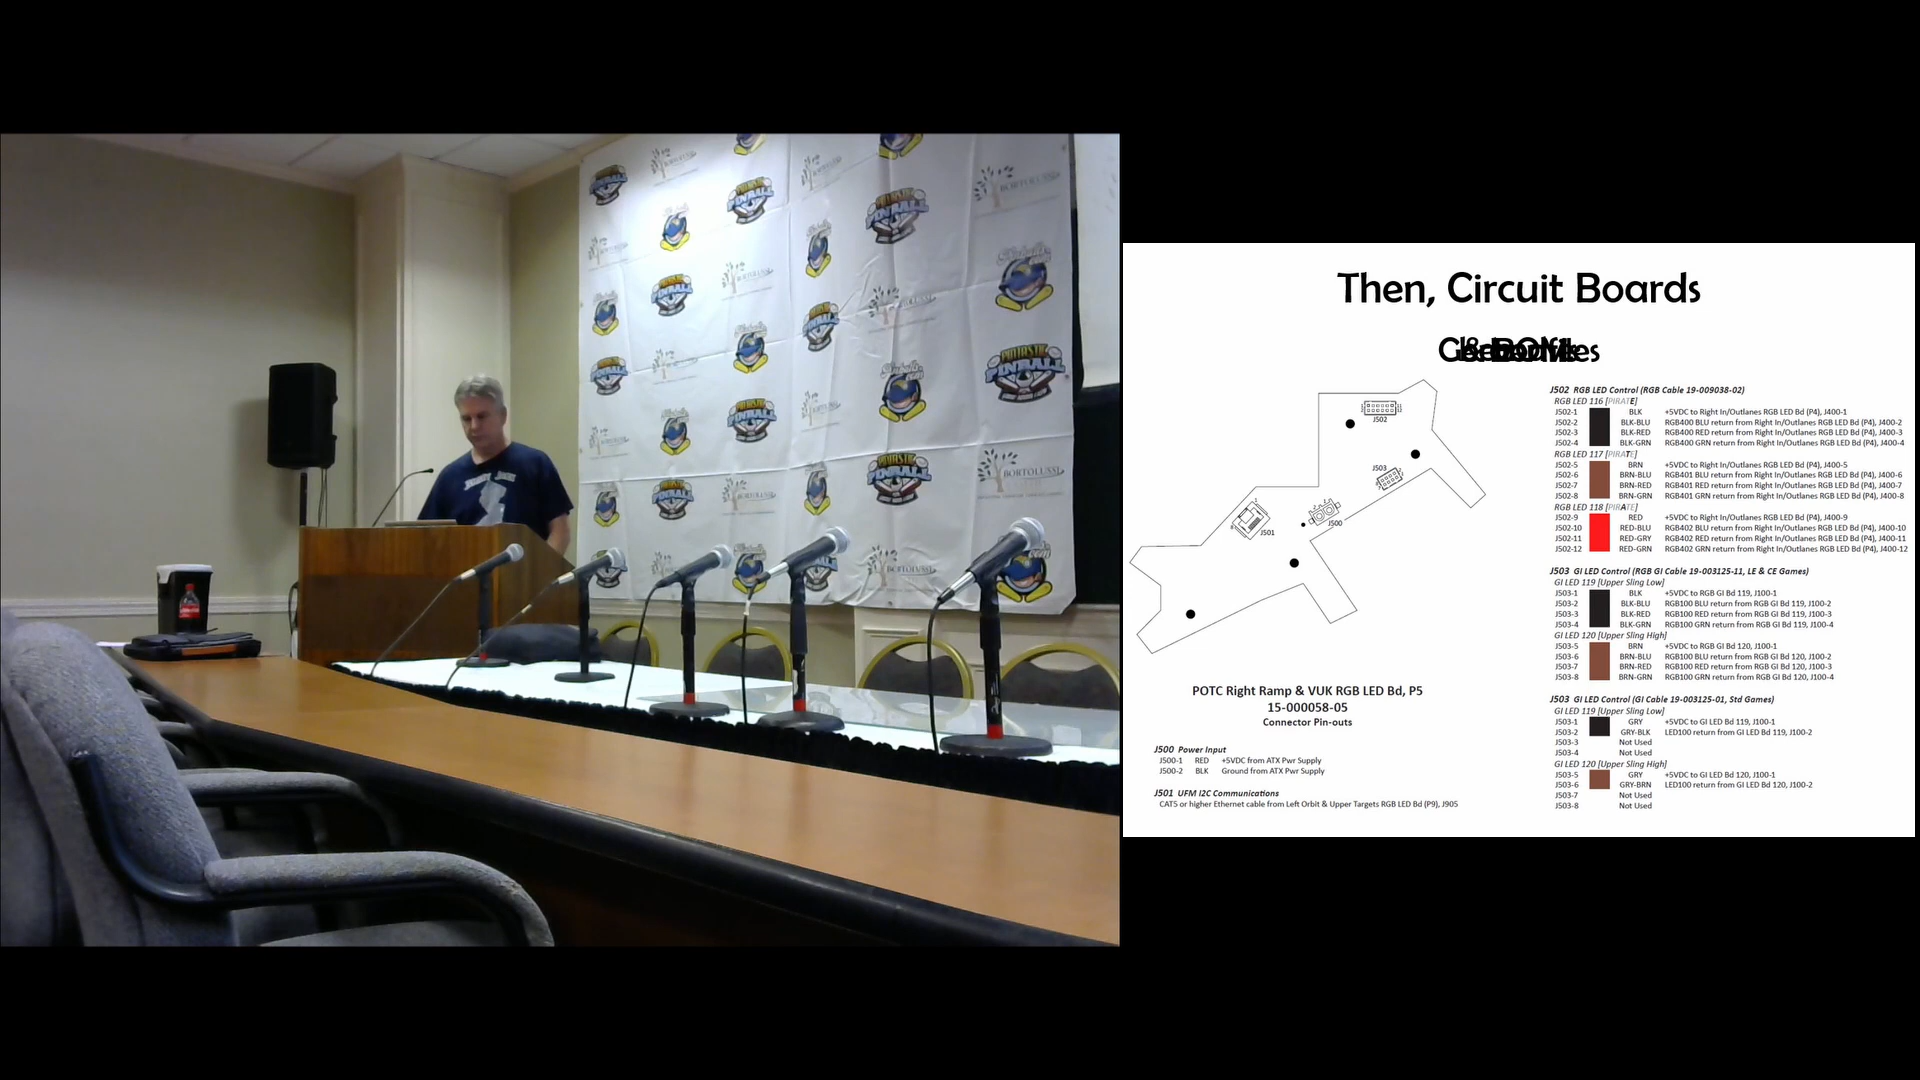 PINTASTIC
PINBALL
BORTOLUSSI
PINTASTIC
PINBALL
BORTOLUSSI
PINTASTIC
PINBALL
PINTASTIC
PINBALL
PINTASTIC
PINBALL
BORTOLUSSI
Then, Circuit Boards
J502
J503
J500
J501
POTC Right Ramp & VUK RGB LED Bd, P5
15-000058-05
Connector Pin-outs
J500 Power Input
J500-1 RED +5VDC from ATX Pwr Supply
J500-2 BLK Ground from ATX Pwr Supply
J501 UFM I2C Communications
CAT5 or higher Ethernet cable from Left Orbit & Upper Targets RGB LED Bd (P9), J905
J502 RGB LED Control (RGB Cable 19-009038-02)
RGB LED 116 [PIRATE]
J502-1 BLK +5VDC to Right In/Outlanes RGB LED Bd (P4), J400-1
J502-2 BLK-BLU RGB400 BLU return from Right In/Outlanes RGB LED Bd (P4), J400-2
J502-3 BLK-RED RGB400 RED return from Right In/Outlanes RGB LED Bd (P4), J400-3
J502-4 BLK-GRN RGB400 GRN return from Right In/Outlanes RGB LED Bd (P4), J400-4
RGB LED 117 [PIRATE]
J502-5 BRN +5VDC to Right In/Outlanes RGB LED Bd (P4), J400-5
J502-6 BRN-BLU RGB401 BLU return from Right In/Outlanes RGB LED Bd (P4), J400-6
J502-7 BRN-RED RGB401 RED return from Right In/Outlanes RGB LED Bd (P4), J400-7
J502-8 BRN-GRN RGB401 GRN return from Right In/Outlanes RGB LED Bd (P4), J400-8
RGB LED 118 [PIRATE]
J502-9 RED +5VDC to Right In/Outlanes RGB LED Bd (P4), J400-9
J502-10 RED-BLU RGB402 BLU return from Right In/Outlanes RGB LED Bd (P4), J400-10
J502-11 RED-GRY RGB402 RED return from Right In/Outlanes RGB LED Bd (P4), J400-11
J502-12 RED-GRN RGB402 GRN return from Right In/Outlanes RGB LED Bd (P4), J400-12
J503 GI LED Control (RGB GI Cable 19-003125-11, LE & CE Games)
GI LED 119 [Upper Sling Low]
J503-1 BLK +5VDC to RGB GI Bd 119, J100-1
J503-2 BLK-BLU RGB100 BLU return from RGB GI Bd 119, J100-2
J503-3 BLK-RED RGB100 RED return from RGB GI Bd 119, J100-3
J503-4 BLK-GRN RGB100 GRN return from RGB GI Bd 119, J100-4
GI LED 120 [Upper Sling High]
J503-5 BRN +5VDC to RGB GI Bd 120, J100-1
J503-6 BRN-BLU RGB100 BLU return from RGB GI Bd 120, J100-2
J503-7 BRN-RED RGB100 RED return from RGB GI Bd 120, J100-3
J503-8 BRN-GRN RGB100 GRN return from RGB GI Bd 120, J100-4
J503 GI LED Control (GI Cable 19-003125-01, Std Games)
GI LED 119 [Upper Sling Low]
J503-1 GRY +5VDC to GI LED Bd 119, J100-1
J503-2 GRY-BLK LED100 return from GI LED Bd 119, J100-2
J503-3 Not Used
J503-4 Not Used
GI LED 120 [Upper Sling High]
J503-5 GRY +5VDC to GI LED Bd 120, J100-1
J503-6 GRY-BRN LED100 return from GI LED Bd 120, J100-2
J503-7 Not Used
J503-8 Not Used